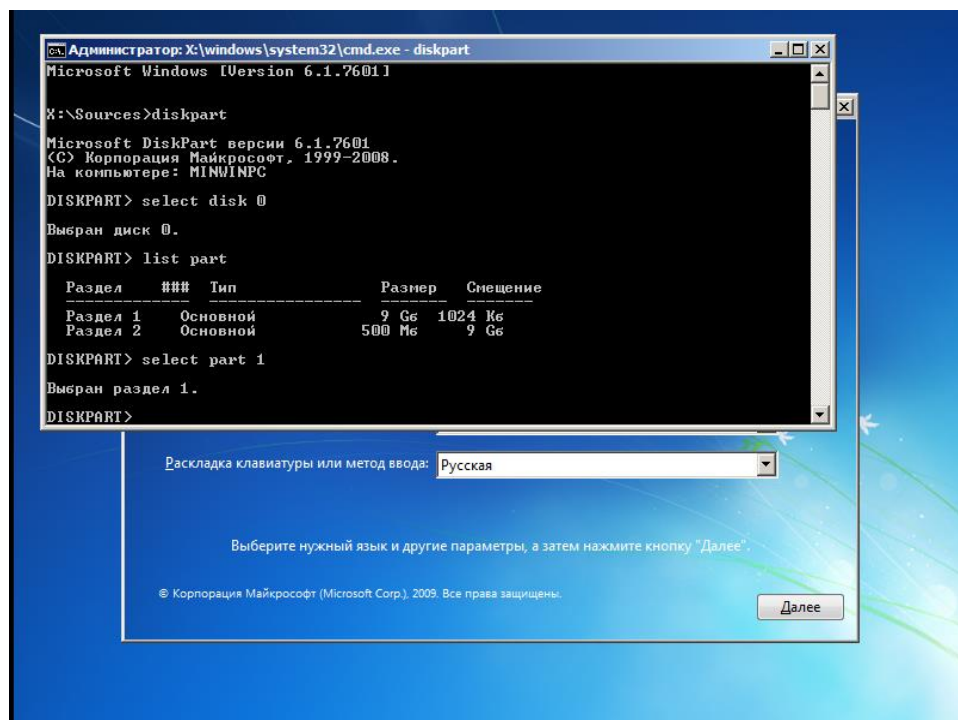 Администратор: X:\windows\system32\cmd.exe - diskpart
Microsoft Windows [Version 6.1.7601]
X:\Sources>diskpart
Microsoft DiskPart версии 6.1.7601
(C) Корпорация Майкрософт, 1999-2008.
На компьютере: MINWINPC
DISKPART> select disk 0
Выбран диск 0.
DISKPART> list part
Раздел ### Тип Размер Смещение
------------- ---------------- ------- -------
Раздел 1 Основной 9 Gб 1024 Kб
Раздел 2 Основной 500 Mб 9 Gб
DISKPART> select part 1
Выбран раздел 1.
DISKPART>
Раскладка клавиатуры или метод ввода: Русская
Выберите нужный язык и другие параметры, а затем нажмите кнопку "Далее".
© Корпорация Майкрософт (Microsoft Corp.), 2009. Все права защищены.
Далее